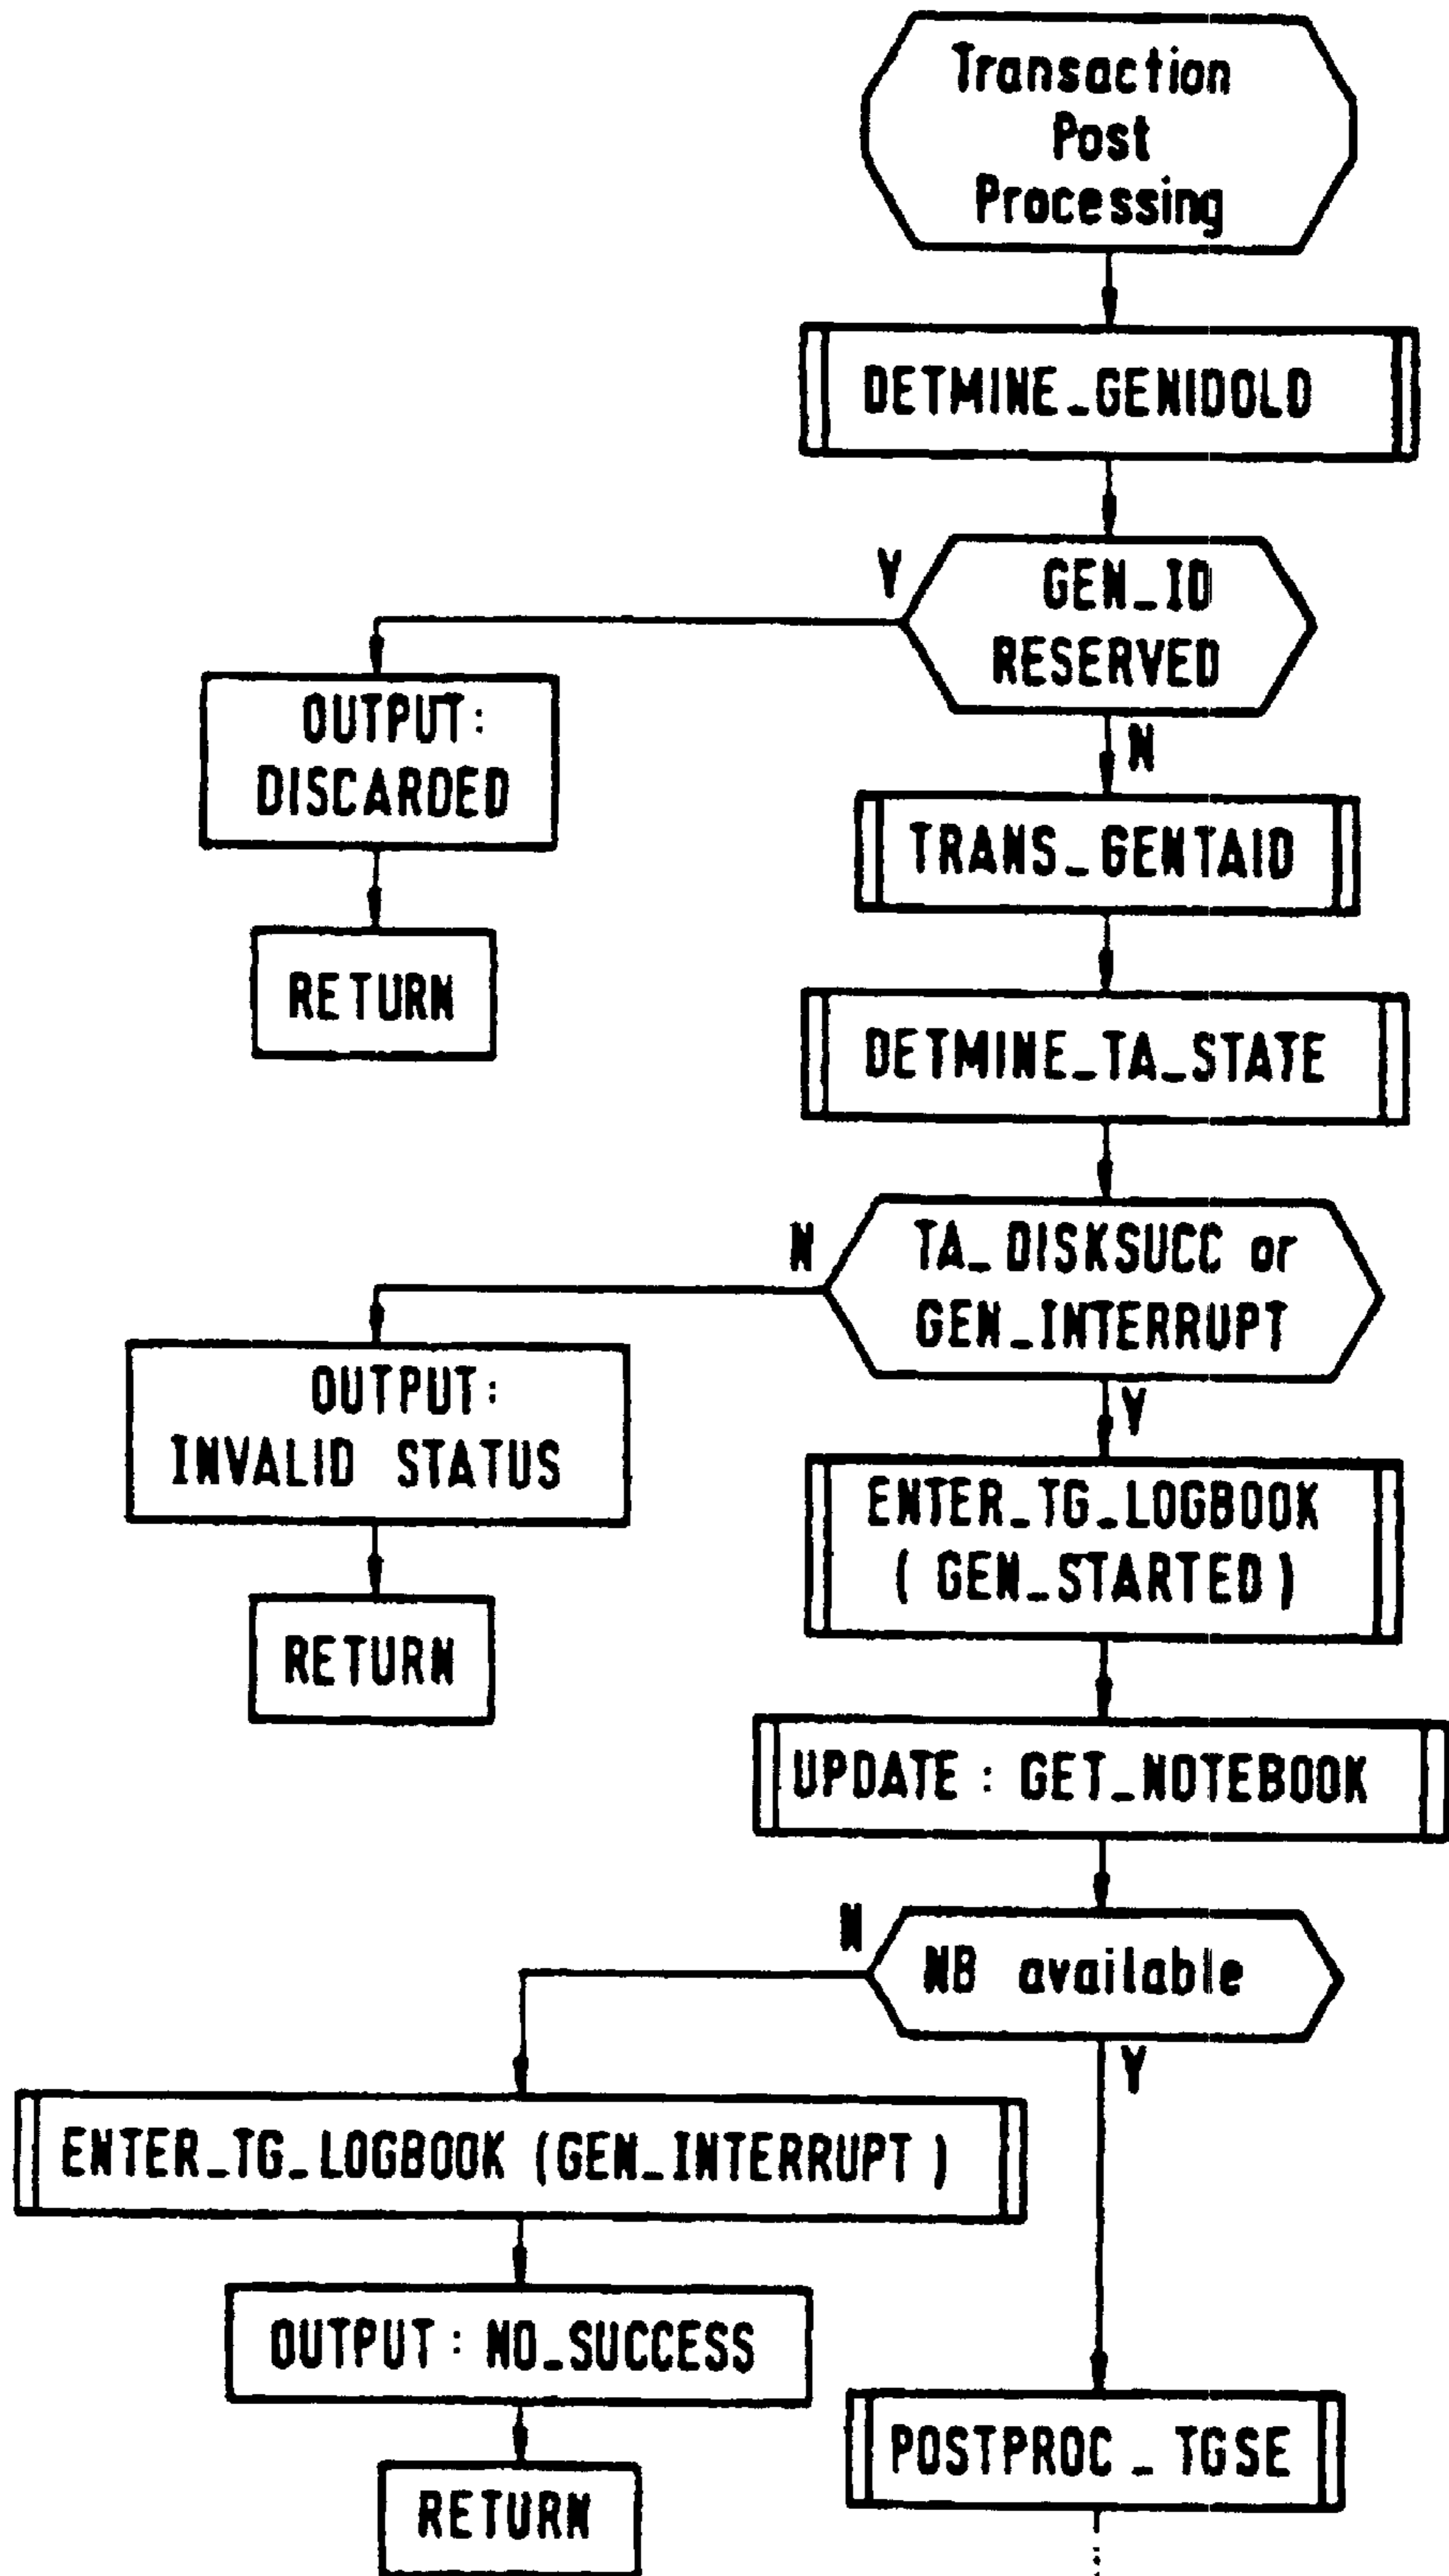 Transaction
Post
Processing
DETMINE_GENIDOLD
Y
GEN_ID
RESERVED
OUTPUT:
DISCARDED
N
RETURN
TRANS_GENTAID
DETMINE_TA_STATE
N
TA_DISKSUCC or
GEN_INTERRUPT
OUTPUT:
INVALID STATUS
Y
RETURN
ENTER_TG_LOGBOOK
( GEN_STARTED )
UPDATE : GET_NOTEBOOK
N
NB available
Y
ENTER_TG_LOGBOOK (GEN_INTERRUPT )
OUTPUT : NO_SUCCESS
RETURN
POSTPROC _ TGSE